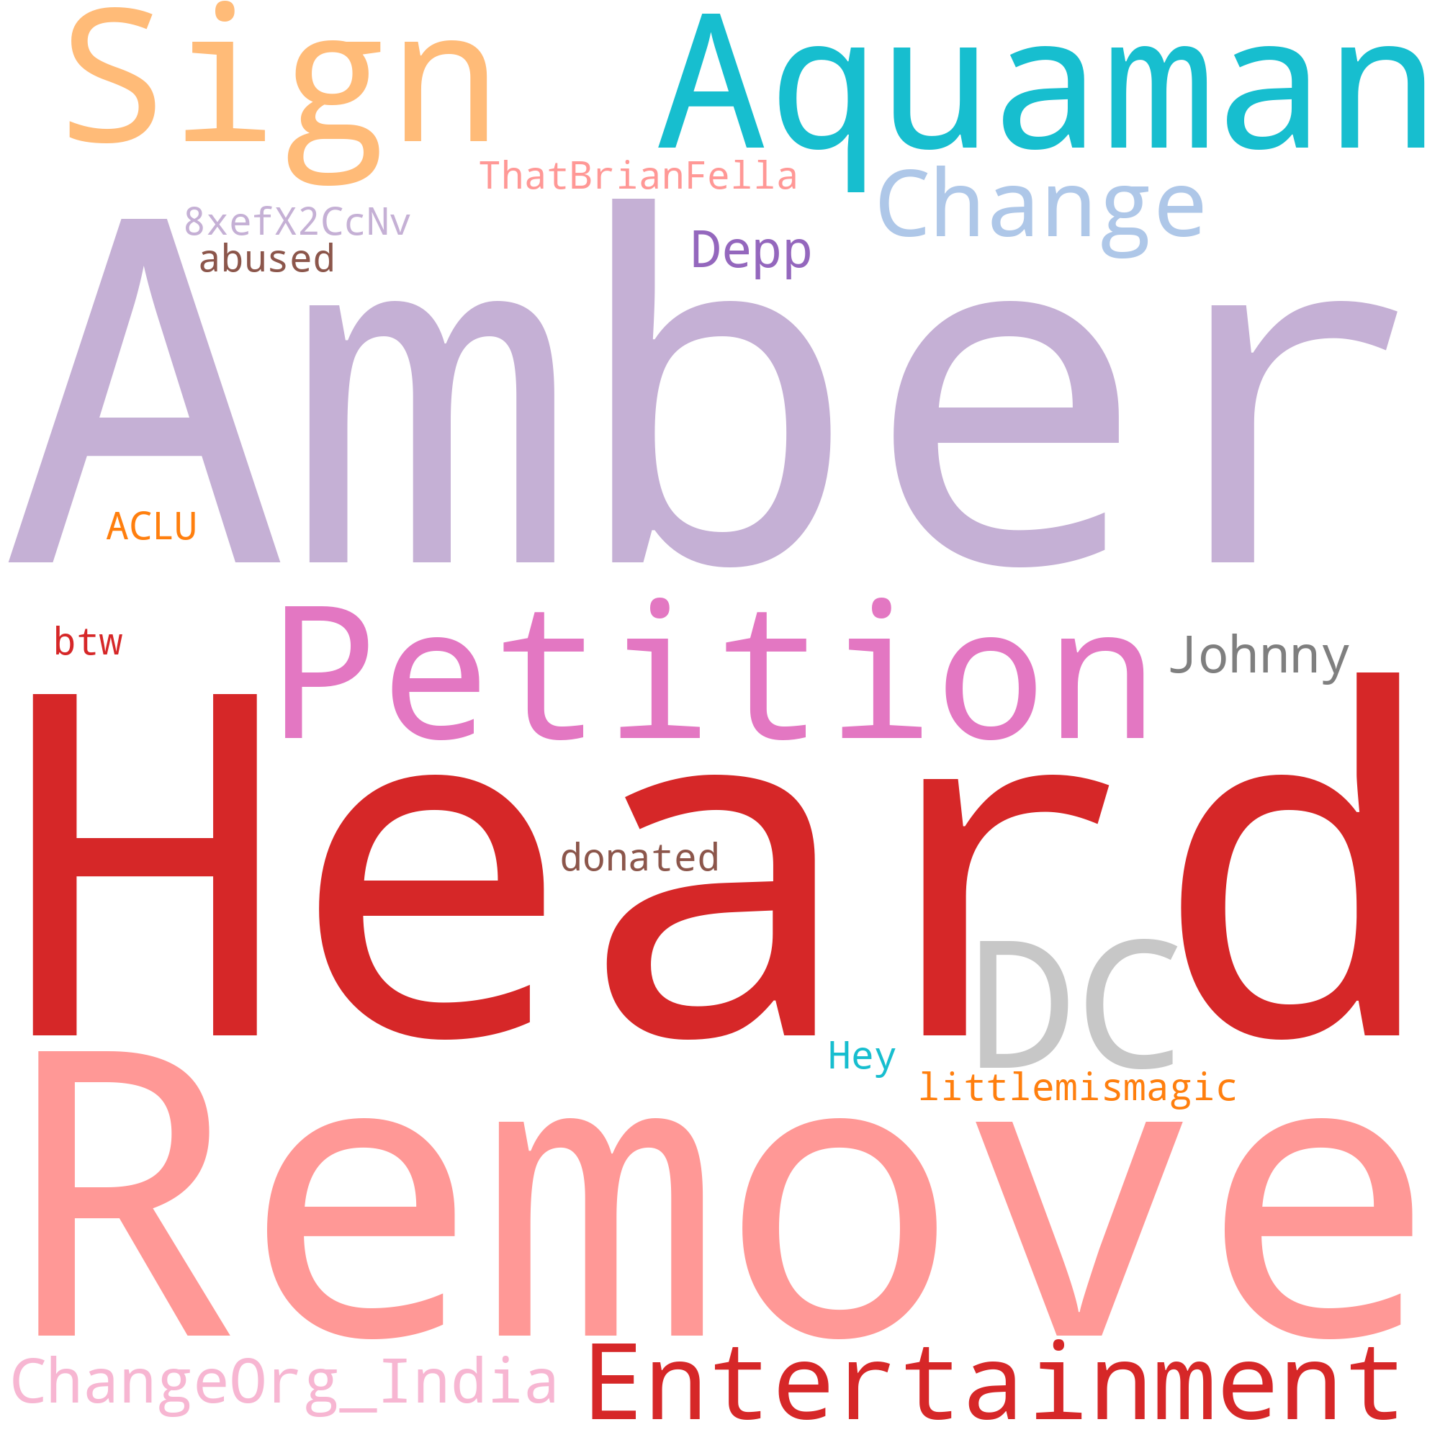 Sign Aquaman
ThatBrianFella Change
8xefX2CcNv
abused Depp
Amber
ACLU
btw Petition Johnny
Heard
donated
DC
Hey
littlemismagic
Remove
ChangeOrg_India Entertainment